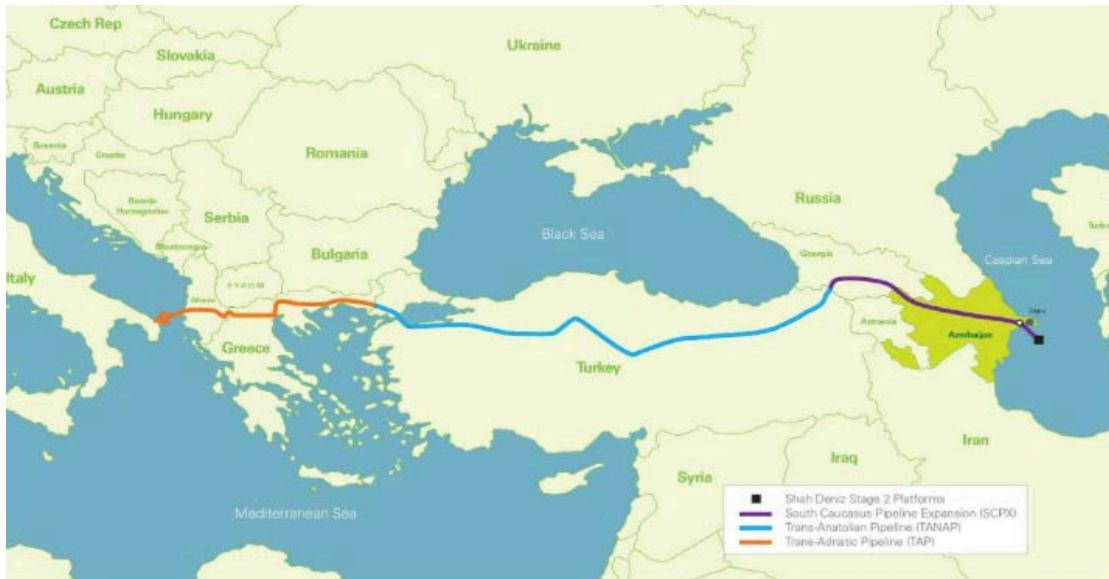 Czech Rep
Ukraine
Slovakia
Austria
Hungary
Slovenia
Croatia
Romania
Bosnia
Herzegovina
Serbia
Russia
Montenegro
Bulgaria
Black Sea
Georgia
Caspian Sea
Italy
F Y R O M
Armenia
Azerbaijan
Greece
Turkey
Iran
Syria
Iraq
Mediterranean Sea
Shah Deniz Stage 2 Platforms
South Caucasus Pipeline Expansion (SCPX)
Trans-Anatolian Pipeline (TANAP)
Trans-Adriatic Pipeline (TAP)